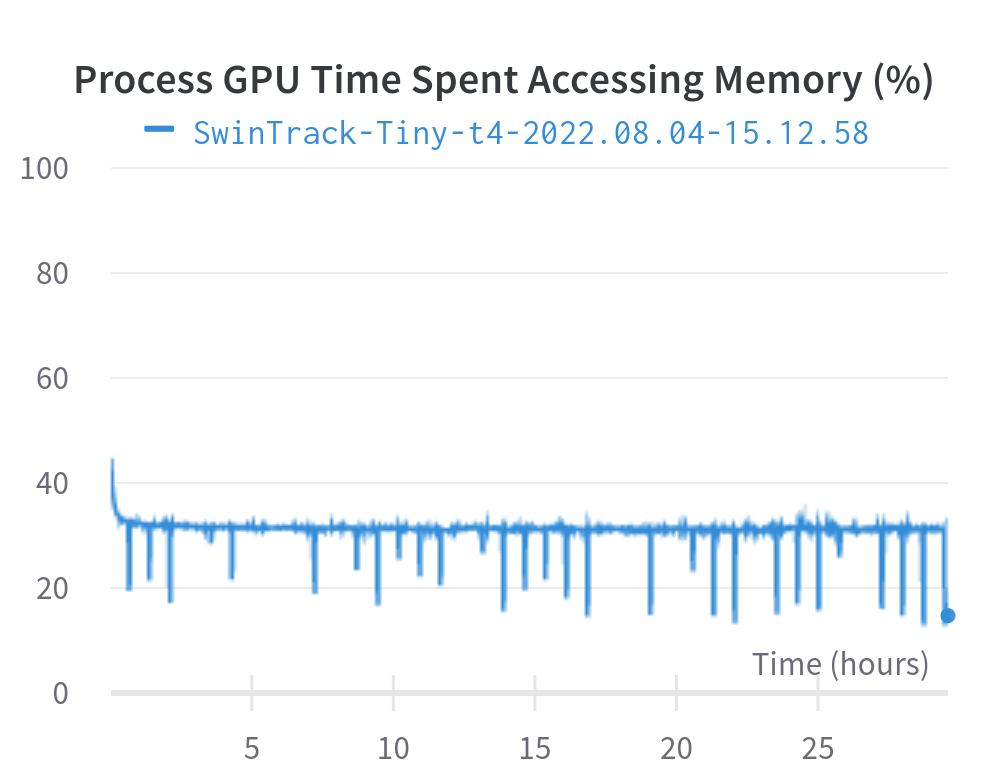 Process GPU Time Spent Accessing Memory (%)
SwinTrack-Tiny-t4-2022.08.04-15.12.58
100
80
60
40
20
0
Time (hours)
5 10 15 20 25